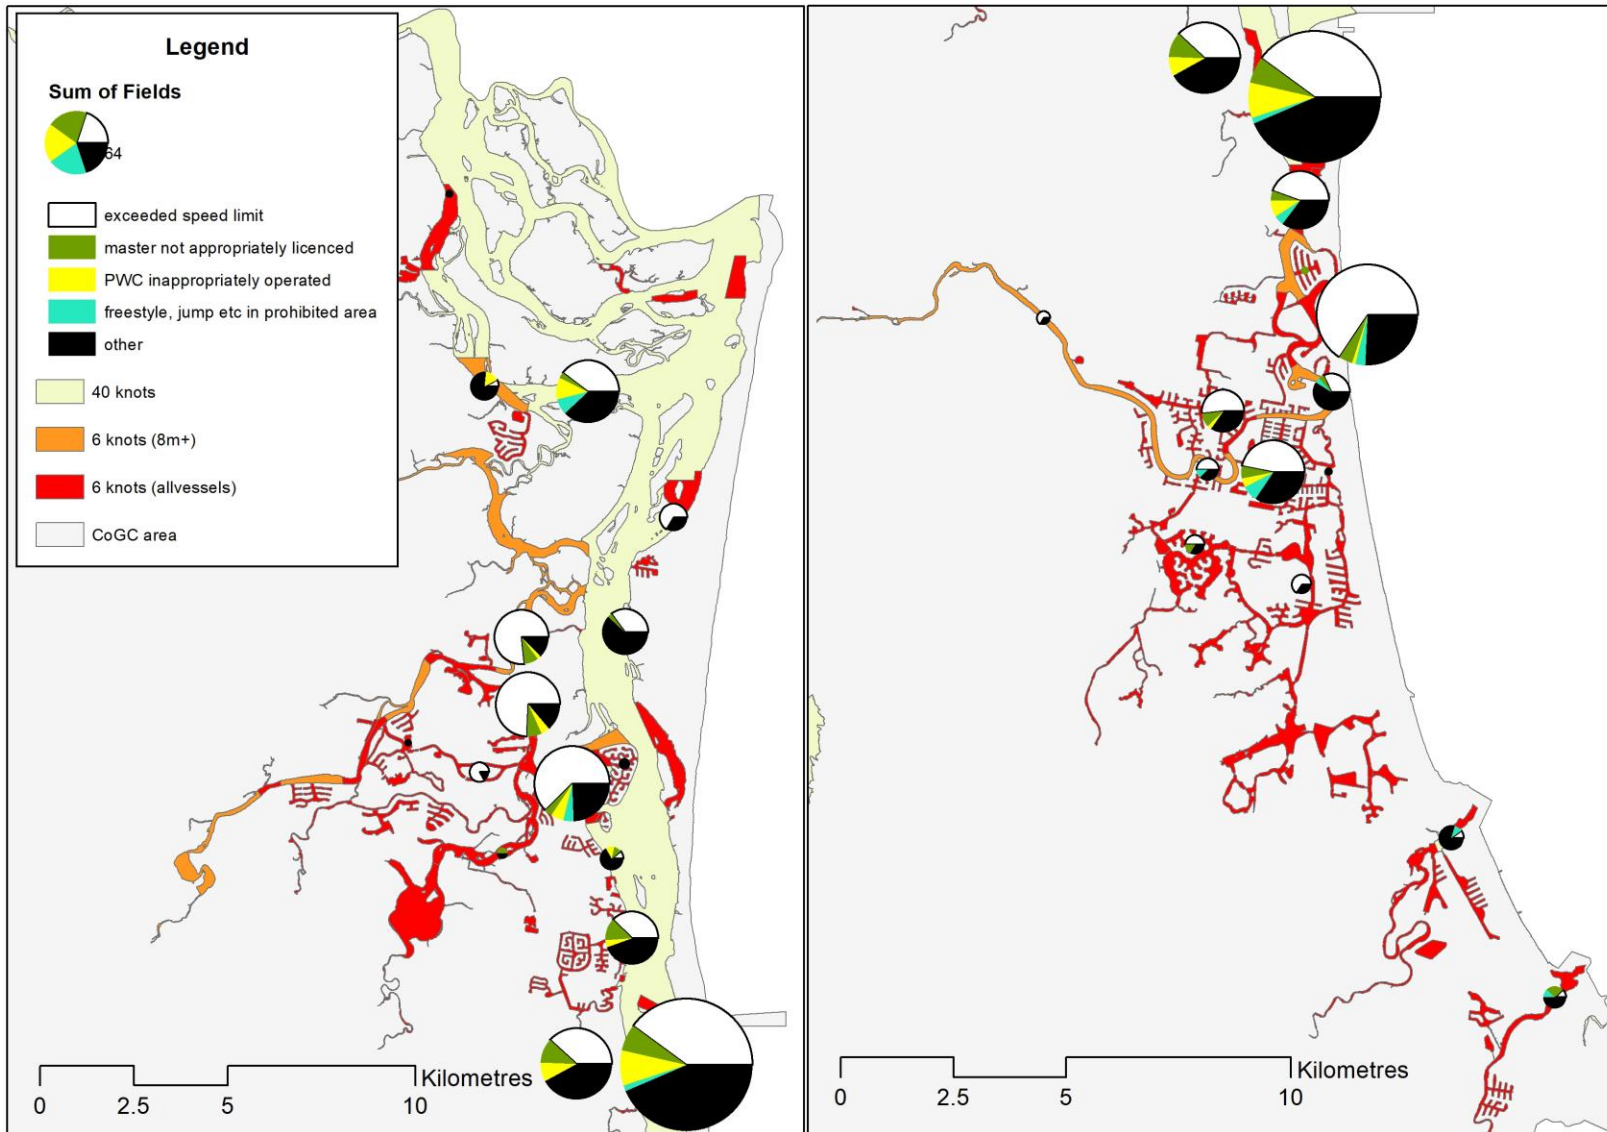 Legend
Sum of Fields
64
exceeded speed limit
master not appropriately licenced
PWC inappropriately operated
freestyle, jump etc in prohibited area
other
40 knots
6 knots (8m+)
6 knots (allvessels)
CoGC area
Kilometres
0 2.5 5 10
Kilometres
0 2.5 5 10